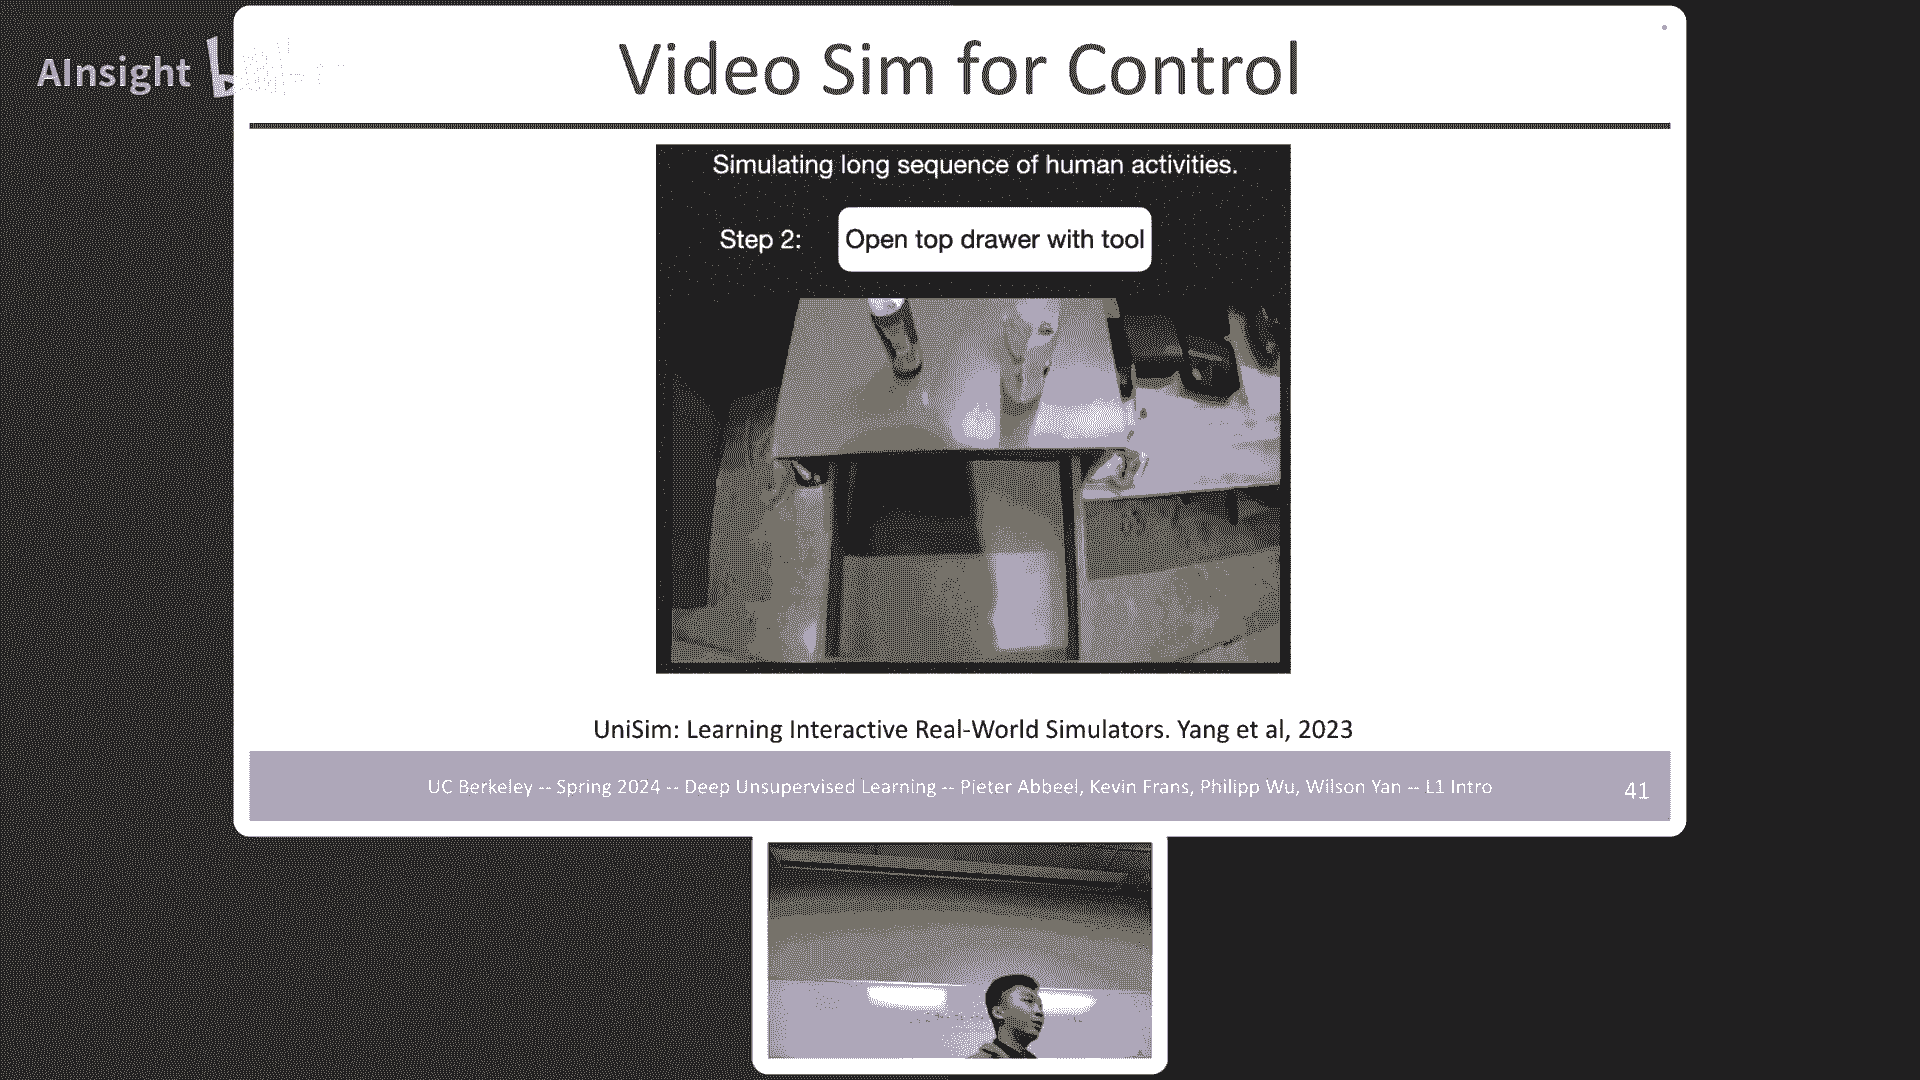 AInsight
Video Sim for Control
Simulating long sequence of human activities.
Step 2: Open top drawer with tool
UniSim: Learning Interactive Real-World Simulators. Yang et al, 2023
UC Berkeley -- Spring 2024 -- Deep Unsupervised Learning -- Pieter Abbeel, Kevin Frans, Philipp Wu, Wilson Yan -- L1 Intro
41